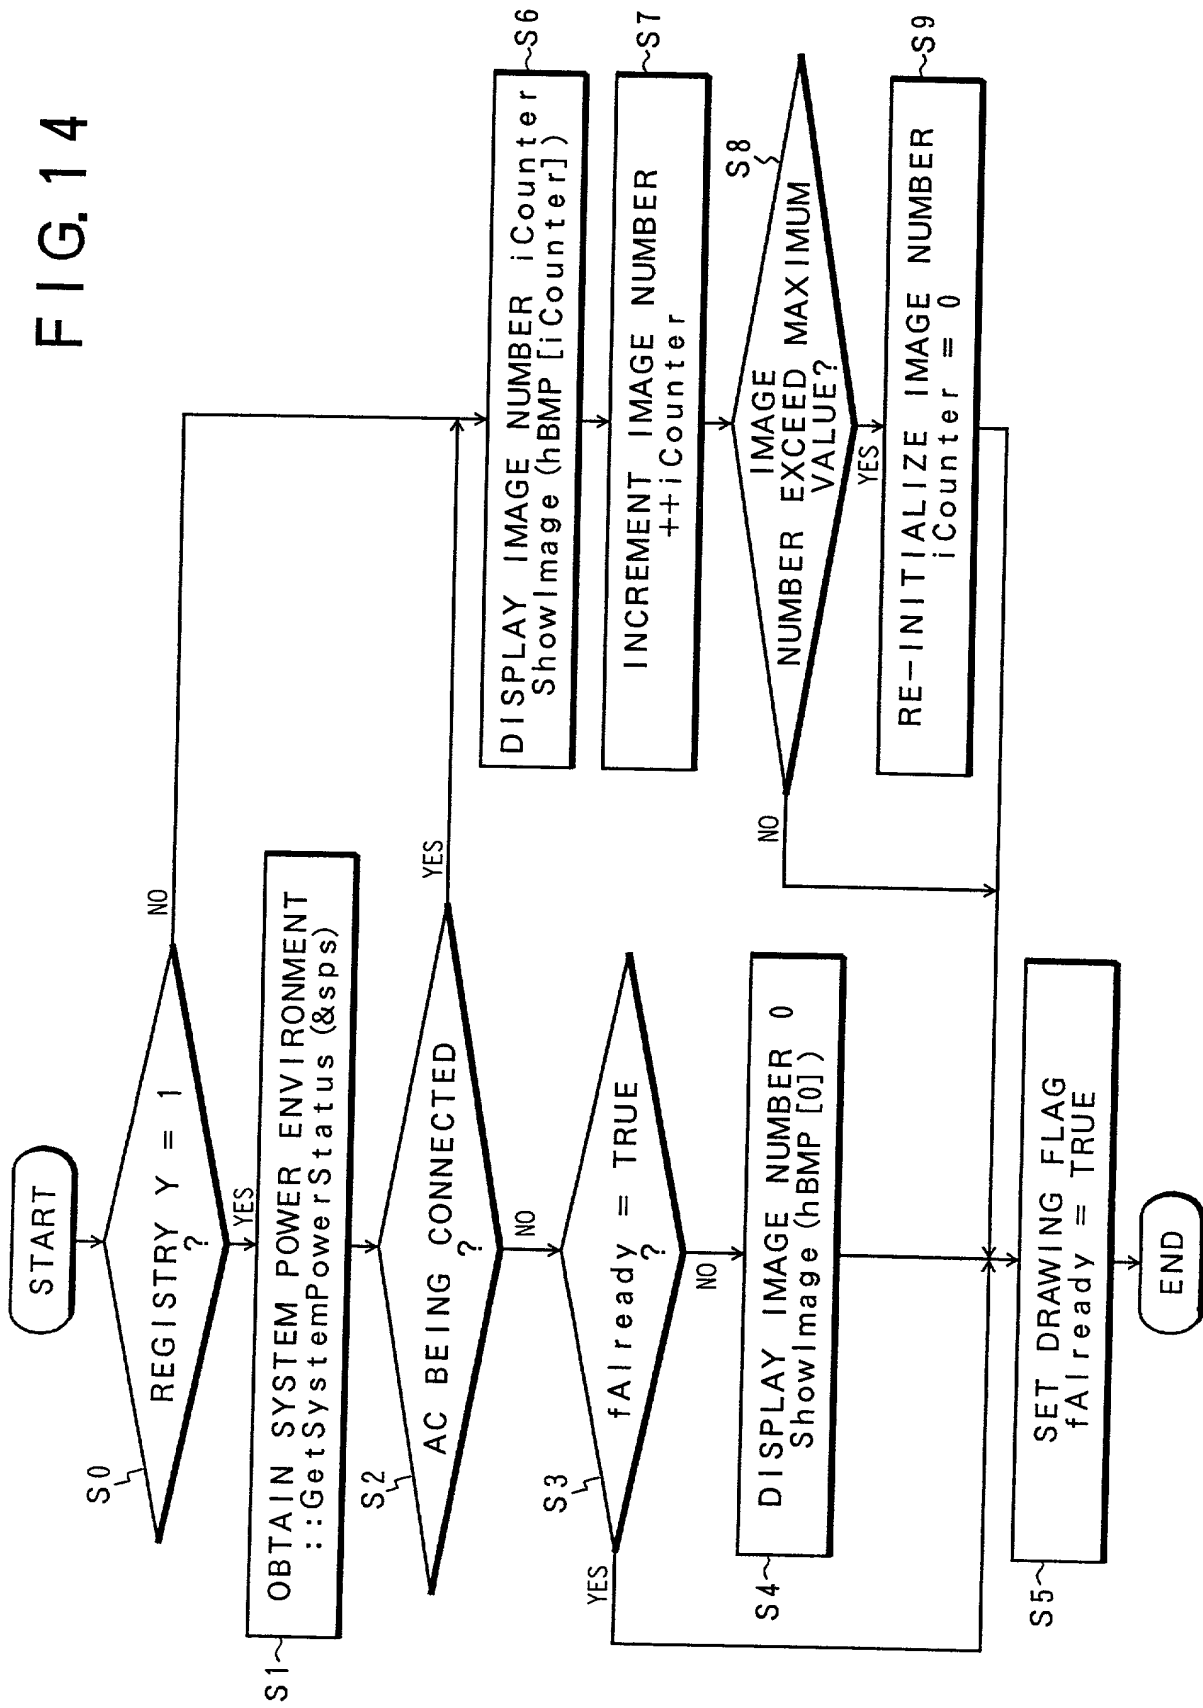 FIG.14
START
REGISTRY Y = 1
?
S0
NO
YES
OBTAIN SYSTEM POWER ENVIRONMENT
::GetSystemPowerStatus (&sps)
S1
AC BEING CONNECTED
?
S2
YES
NO
fAlready = TRUE
?
S3
YES
NO
DISPLAY IMAGE NUMBER 0
ShowImage (hBMP [0])
S4
SET DRAWING FLAG
fAlready = TRUE
S5
END
DISPLAY IMAGE NUMBER iCounter
ShowImage (hBMP [iCounter])
S6
INCREMENT IMAGE NUMBER
++iCounter
S7
IMAGE
NUMBER EXCEED MAXIMUM
VALUE?
S8
NO
YES
RE-INITIALIZE IMAGE NUMBER
iCounter = 0
S9